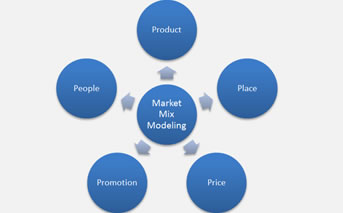 Product
People
Place
Market
Mix
Modeling
Promotion
Price